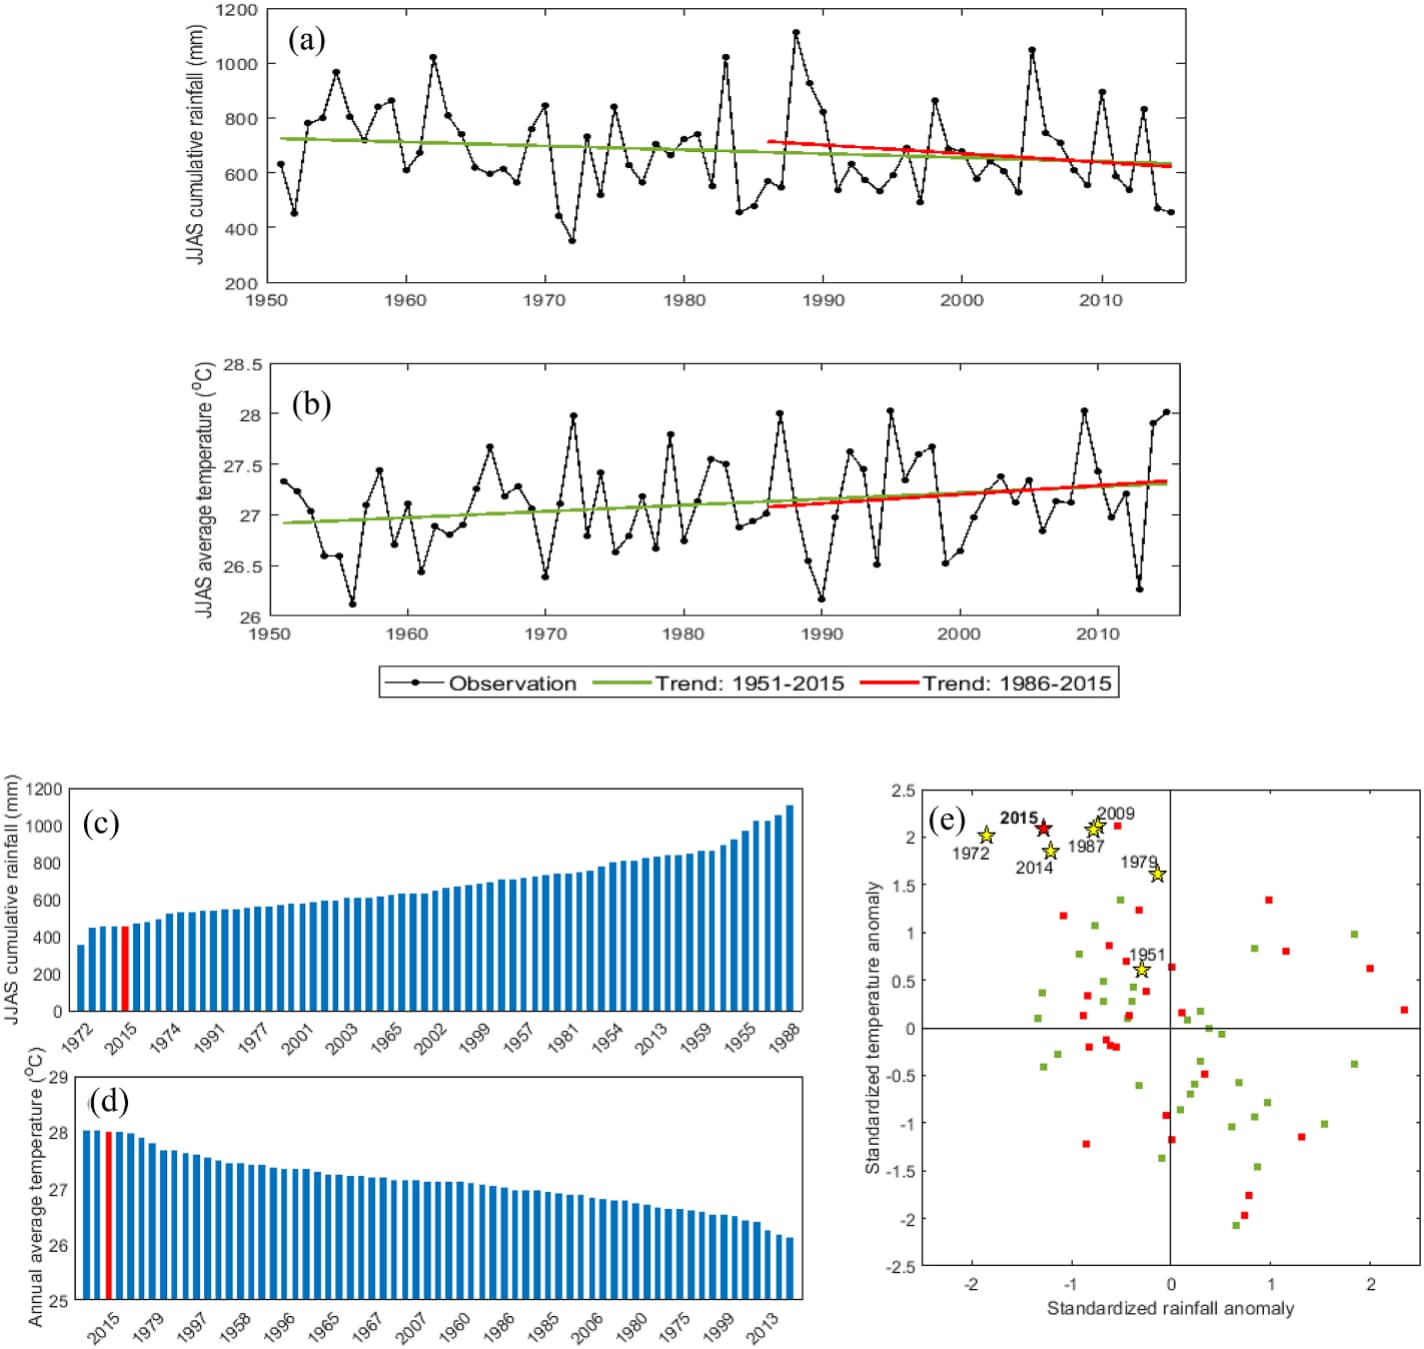 (a)
JJAS cumulative rainfall (mm)
1200
1000
800
600
400
200
1950 1960 1970 1980 1990 2000 2010
(b)
JJAS average temperature (°C)
28.5
28
27.5
27
26.5
26
1950 1960 1970 1980 1990 2000 2010
Observation Trend: 1951-2015 Trend: 1986-2015
(c)
JJAS cumulative rainfall (mm)
1200
1000
800
600
400
200
0
1972 2015 1974 1991 1977 2001 2003 1965 2002 1999 1957 1981 1954 2013 1959 1955 1988
(d)
Annual average temperature (°C)
29
28
27
26
25
2015 1979 1997 1958 1996 1965 1967 2007 1960 1986 1985 2006 1980 1975 1999 2013
(e)
Standardized temperature anomaly
2.5
2
1.5
1
0.5
0
-0.5
-1
-1.5
-2
-2.5
2015
2009
1972
2014
1987
1979
1951
-2 -1 0 1 2
Standardized rainfall anomaly